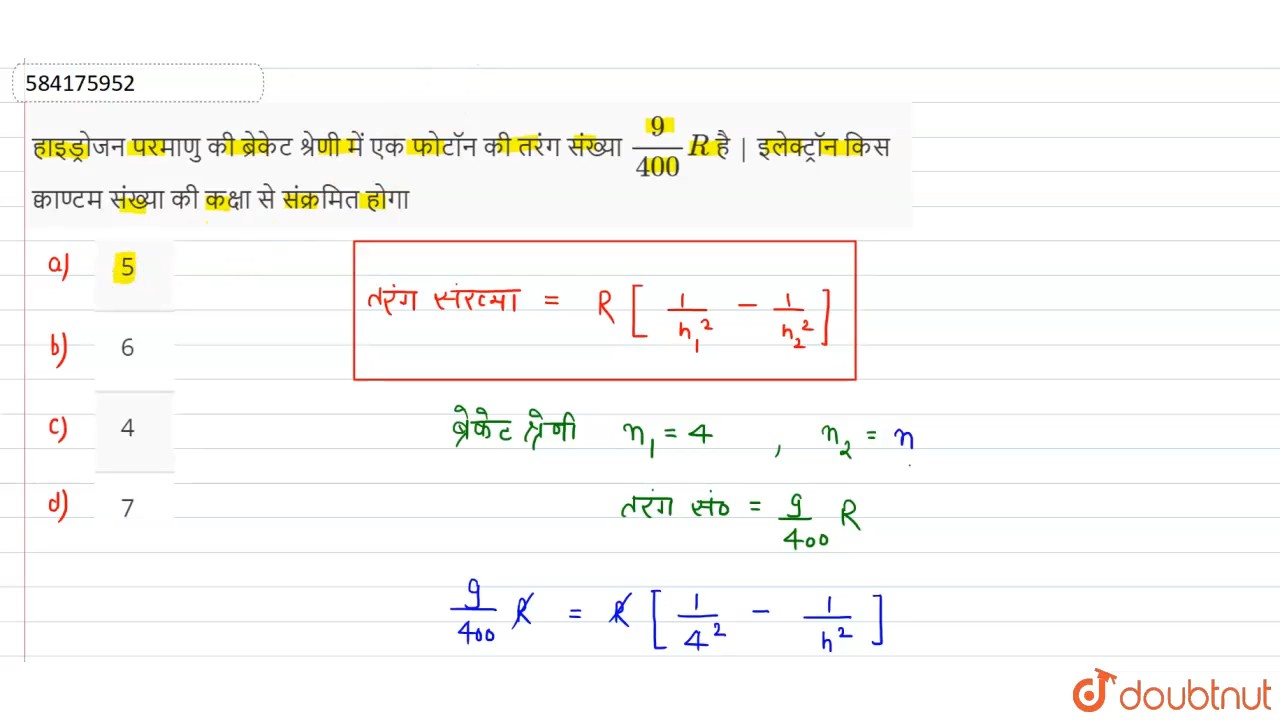 584175952
हाइड्रोजन परमाणु की ब्रेकेट श्रेणी में एक फोटॉन की तरंग संख्या 9/400 R है | इलेक्ट्रॉन किस
क्वाण्टम संख्या की कक्षा से संक्रमित होगा
a) 5
तरंग संख्या = R [ 1/n₁² - 1/n₂² ]
b) 6
c) 4
ब्रेकेट श्रेणी n₁ = 4 , n₂ = n
d) 7
तरंग सं० = 9/400 R
9/400 R = R [ 1/4² - 1/n² ]
doubtnut